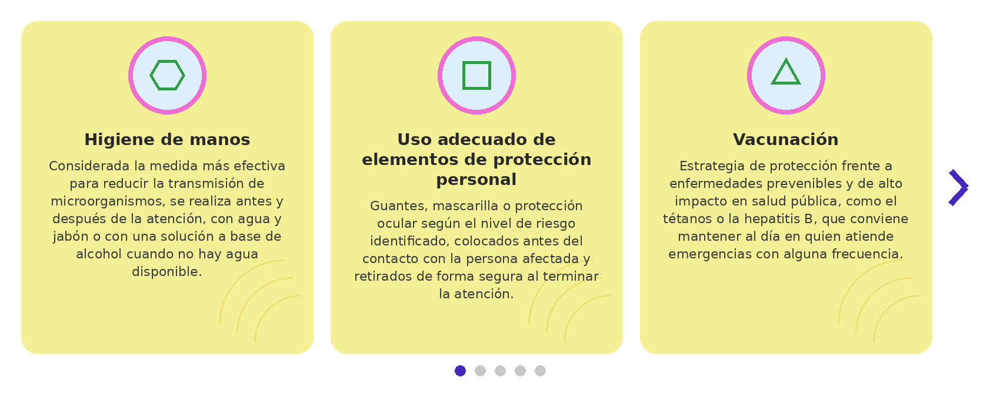 Higiene de manos
Considerada la medida más efectiva
para reducir la transmisión de
microorganismos, se realiza antes y
después de la atención, con agua y
jabón o con una solución a base de
alcohol cuando no hay agua
disponible.
Uso adecuado de
elementos de protección
personal
Guantes, mascarilla o protección
ocular según el nivel de riesgo
identificado, colocados antes del
contacto con la persona afectada y
retirados de forma segura al terminar
la atención.
Vacunación
Estrategia de protección frente a
enfermedades prevenibles y de alto
impacto en salud pública, como el
tétanos o la hepatitis B, que conviene
mantener al día en quien atiende
emergencias con alguna frecuencia.